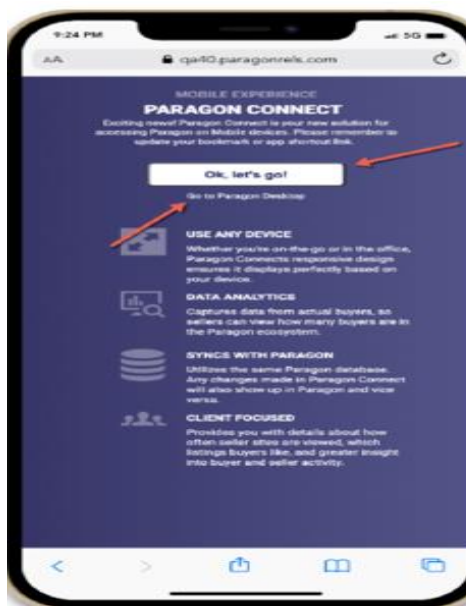 9:24 PM
5G
AA
qa40.paragonrels.com
MOBILE EXPERIENCE
PARAGON CONNECT
Exciting news! Paragon Connect is your new solution for
accessing Paragon on Mobile devices. Please remember to
update your bookmark or app shortcut link.
Ok, let's go!
Go to Paragon Desktop
USE ANY DEVICE
Whether you're on-the-go or in the office,
Paragon Connects responsive design
ensures it displays perfectly based on
your device.
DATA ANALYTICS
Captures data from actual buyers, so
sellers can view how many buyers are in
the Paragon ecosystem.
SYNCS WITH PARAGON
Utilizes the same Paragon database.
Any changes made in Paragon Connect
will also show up in Paragon and vice
versa.
CLIENT FOCUSED
Provides you with details about how
often seller sites are viewed, which
listings buyers like, and greater insight
into buyer and seller activity.